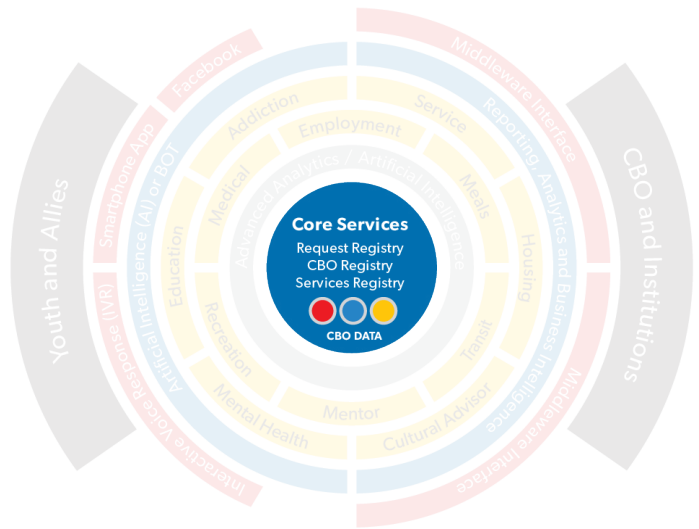 Facebook
Smartphone App
Interactive Voice Response (IVR)
Middleware Interface
Middleware Interface
Youth and Allies
CBO and Institutions
Artificial Intelligence (AI) or BOT
Reporting, Analytics and Business Intelligence
Addiction
Service
Employment
Medical
Meals
Education
Housing
Recreation
Transit
Mental Health
Mentor
Cultural Advisor
Advanced Analytics / Artificial Intelligence
Core Services
Request Registry
CBO Registry
Services Registry
CBO DATA